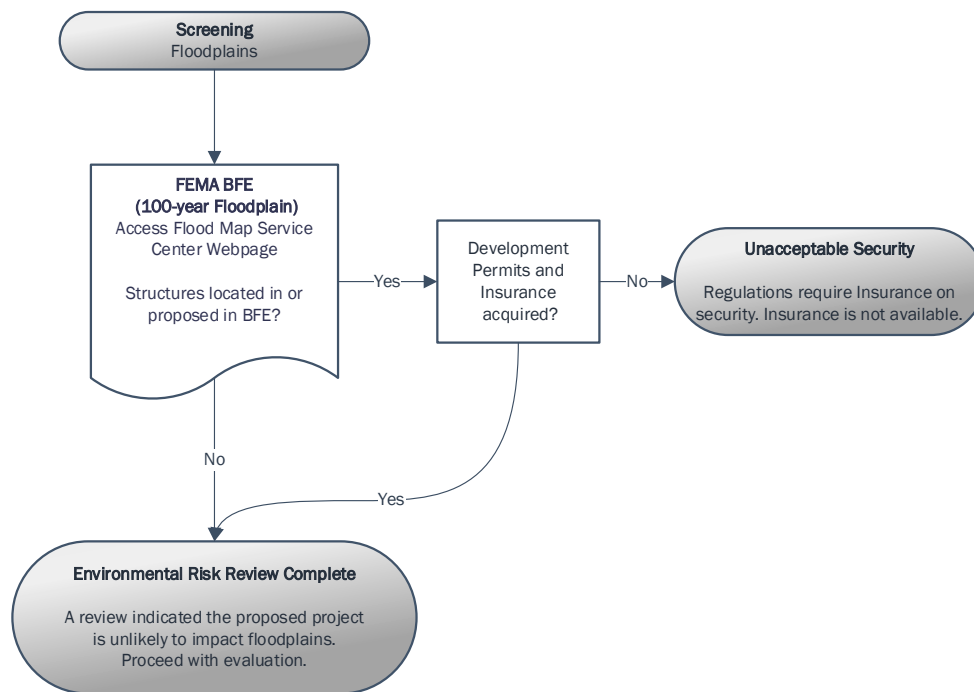 Screening
Floodplains
FEMA BFE
(100-year Floodplain)
Access Flood Map Service
Center Webpage
Structures located in or
proposed in BFE?
Yes
Development
Permits and
Insurance
acquired?
No
Unacceptable Security
Regulations require Insurance on
security. Insurance is not available.
No
Yes
Environmental Risk Review Complete
A review indicated the proposed project
is unlikely to impact floodplains.
Proceed with evaluation.